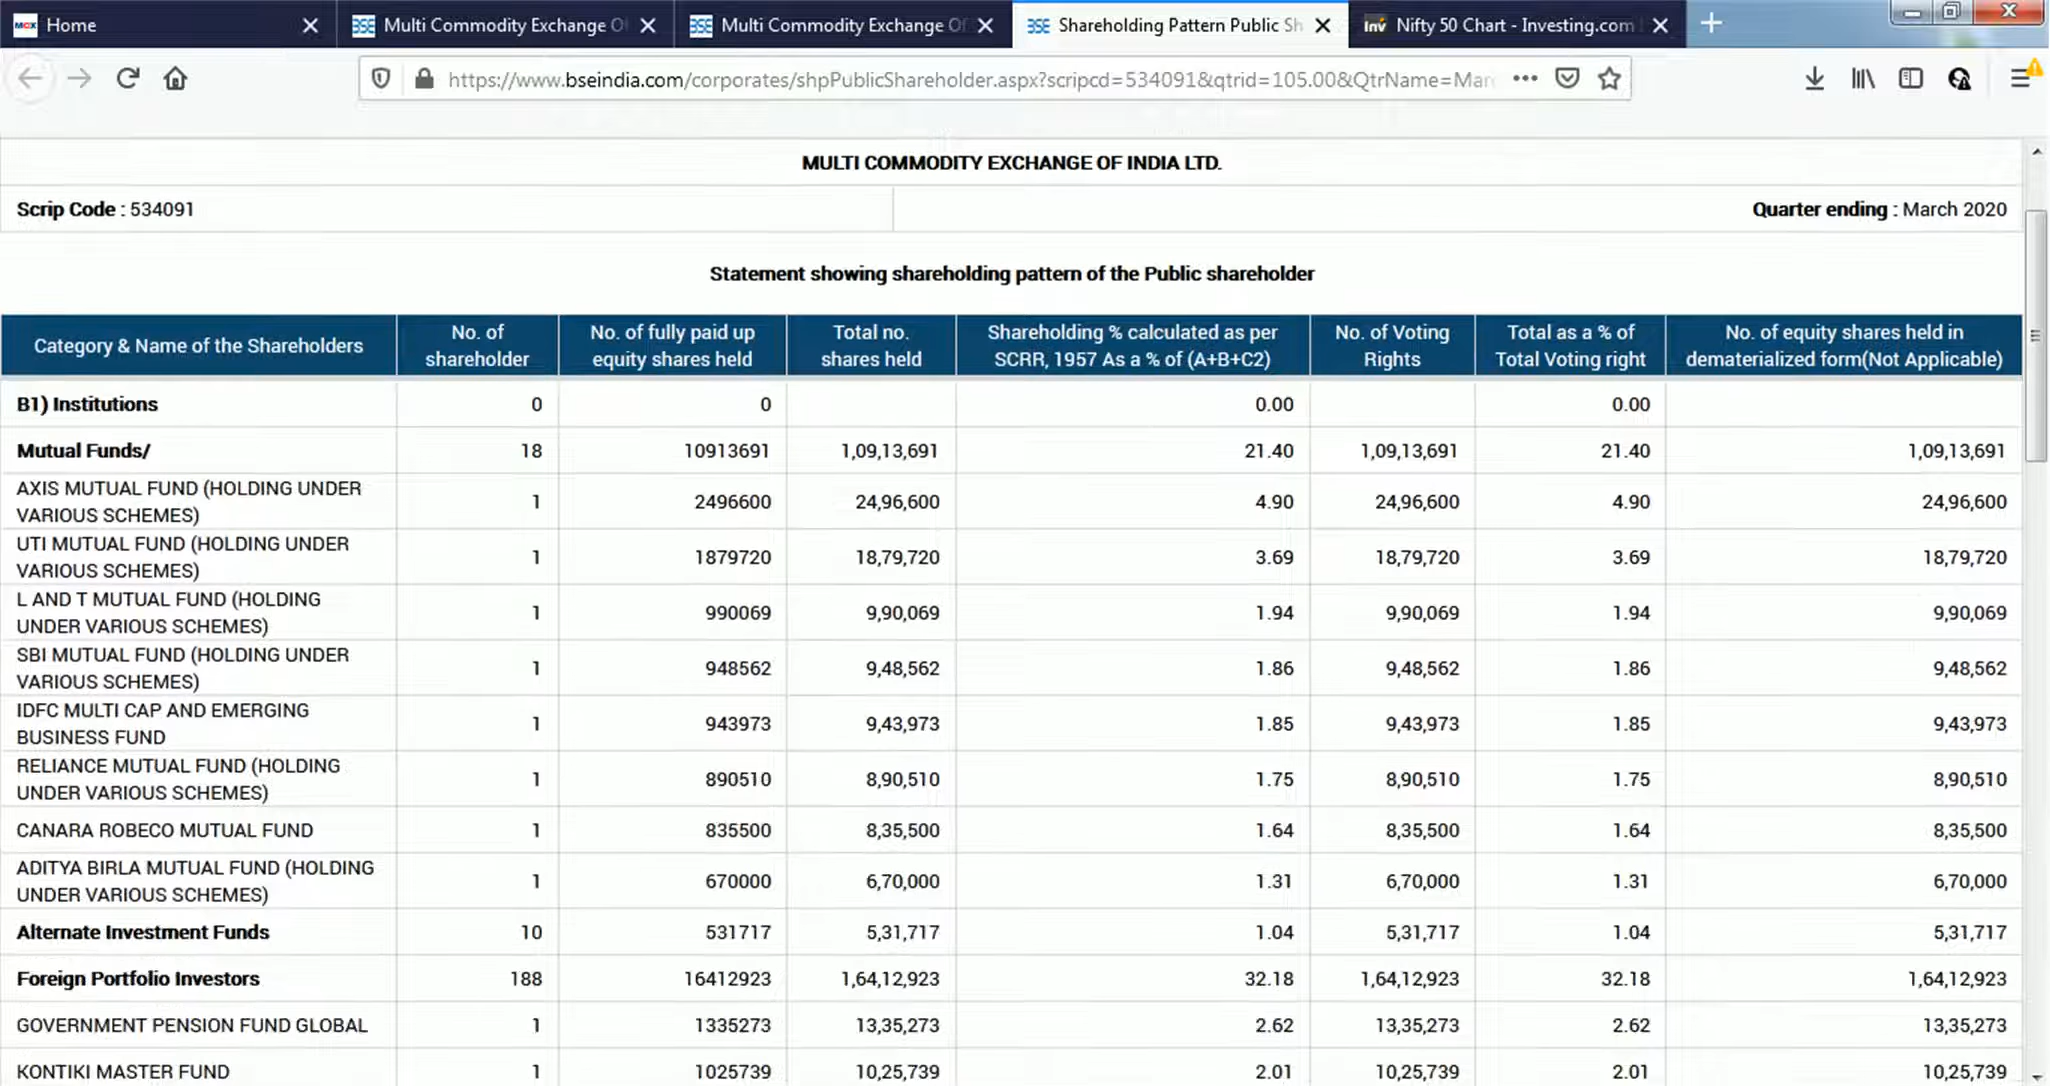 MCX Home
BSE Multi Commodity Exchange Of
BSE Multi Commodity Exchange Of
BSE Shareholding Pattern Public Sh
Inv Nifty 50 Chart - Investing.com
https://www.bseindia.com/corporates/shpPublicShareholder.aspx?scripcd=534091&qtrid=105.00&QtrName=Mar
MULTI COMMODITY EXCHANGE OF INDIA LTD.
Scrip Code : 534091
Quarter ending : March 2020
Statement showing shareholding pattern of the Public shareholder
Category & Name of the Shareholders
No. of
shareholder
No. of fully paid up
equity shares held
Total no.
shares held
Shareholding % calculated as per
SCRR, 1957 As a % of (A+B+C2)
No. of Voting
Rights
Total as a % of
Total Voting right
No. of equity shares held in
dematerialized form(Not Applicable)
B1) Institutions 0 0 0.00 0.00
Mutual Funds/ 18 10913691 1,09,13,691 21.40 1,09,13,691 21.40 1,09,13,691
AXIS MUTUAL FUND (HOLDING UNDER
VARIOUS SCHEMES)
1 2496600 24,96,600 4.90 24,96,600 4.90 24,96,600
UTI MUTUAL FUND (HOLDING UNDER
VARIOUS SCHEMES)
1 1879720 18,79,720 3.69 18,79,720 3.69 18,79,720
L AND T MUTUAL FUND (HOLDING
UNDER VARIOUS SCHEMES)
1 990069 9,90,069 1.94 9,90,069 1.94 9,90,069
SBI MUTUAL FUND (HOLDING UNDER
VARIOUS SCHEMES)
1 948562 9,48,562 1.86 9,48,562 1.86 9,48,562
IDFC MULTI CAP AND EMERGING
BUSINESS FUND
1 943973 9,43,973 1.85 9,43,973 1.85 9,43,973
RELIANCE MUTUAL FUND (HOLDING
UNDER VARIOUS SCHEMES)
1 890510 8,90,510 1.75 8,90,510 1.75 8,90,510
CANARA ROBECO MUTUAL FUND 1 835500 8,35,500 1.64 8,35,500 1.64 8,35,500
ADITYA BIRLA MUTUAL FUND (HOLDING
UNDER VARIOUS SCHEMES)
1 670000 6,70,000 1.31 6,70,000 1.31 6,70,000
Alternate Investment Funds 10 531717 5,31,717 1.04 5,31,717 1.04 5,31,717
Foreign Portfolio Investors 188 16412923 1,64,12,923 32.18 1,64,12,923 32.18 1,64,12,923
GOVERNMENT PENSION FUND GLOBAL 1 1335273 13,35,273 2.62 13,35,273 2.62 13,35,273
KONTIKI MASTER FUND 1 1025739 10,25,739 2.01 10,25,739 2.01 10,25,739